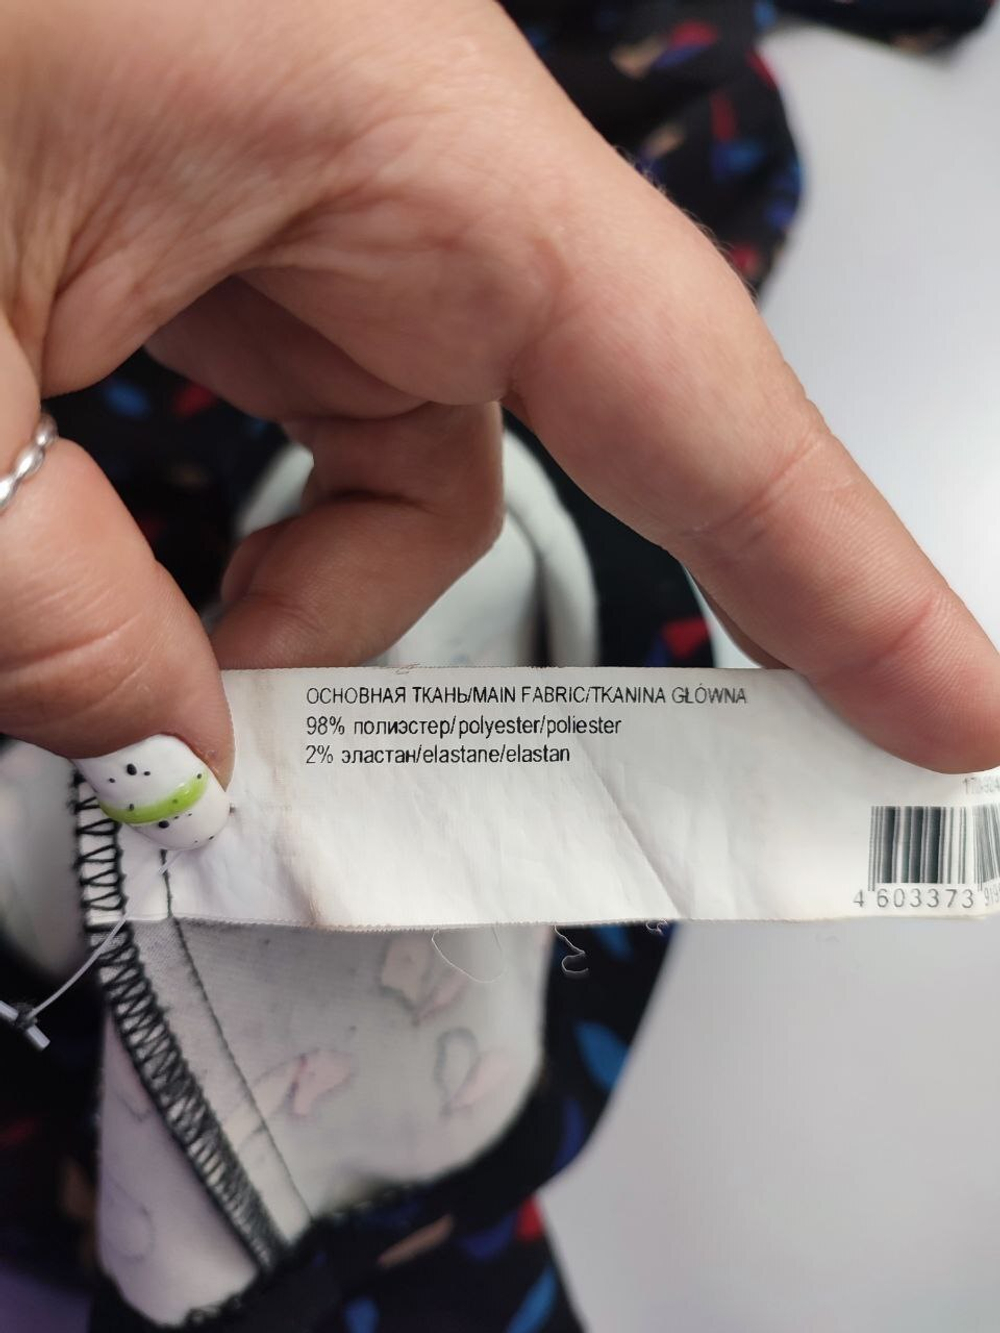 ОСНОВНАЯ ТКАНЬ/MAIN FABRIC/TKANINA GŁÓWNA
98% полиэстер/polyester/poliester
2% эластан/elastane/elastan
4 603373